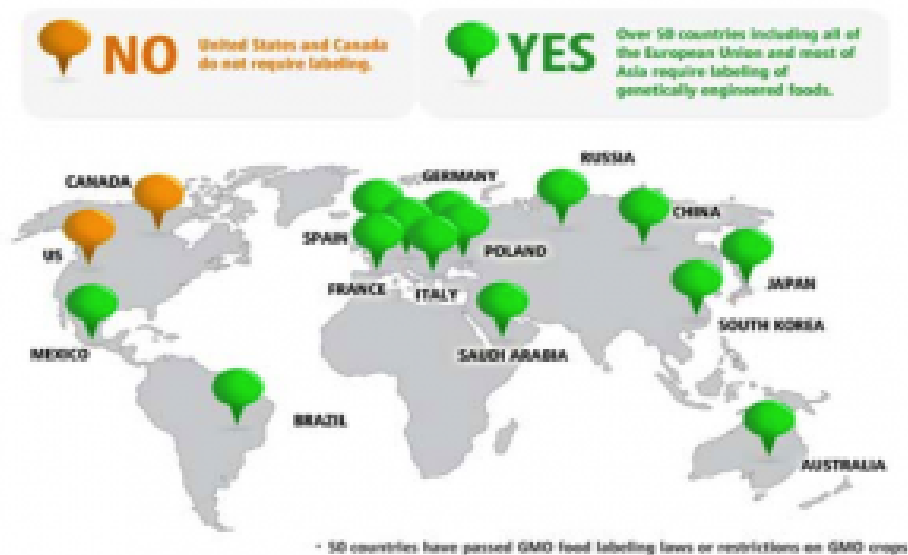 NO
United States and Canada
do not require labeling.
YES
Over 50 countries including all of
the European Union and most of
Asia require labeling of
genetically engineered foods.
RUSSIA
CANADA
GERMANY
CHINA
SPAIN
US
POLAND
FRANCE
ITALY
JAPAN
SOUTH KOREA
MEXICO
SAUDI ARABIA
BRAZIL
AUSTRALIA
- 50 countries have passed GMO food labeling laws or restrictions on GMO crops